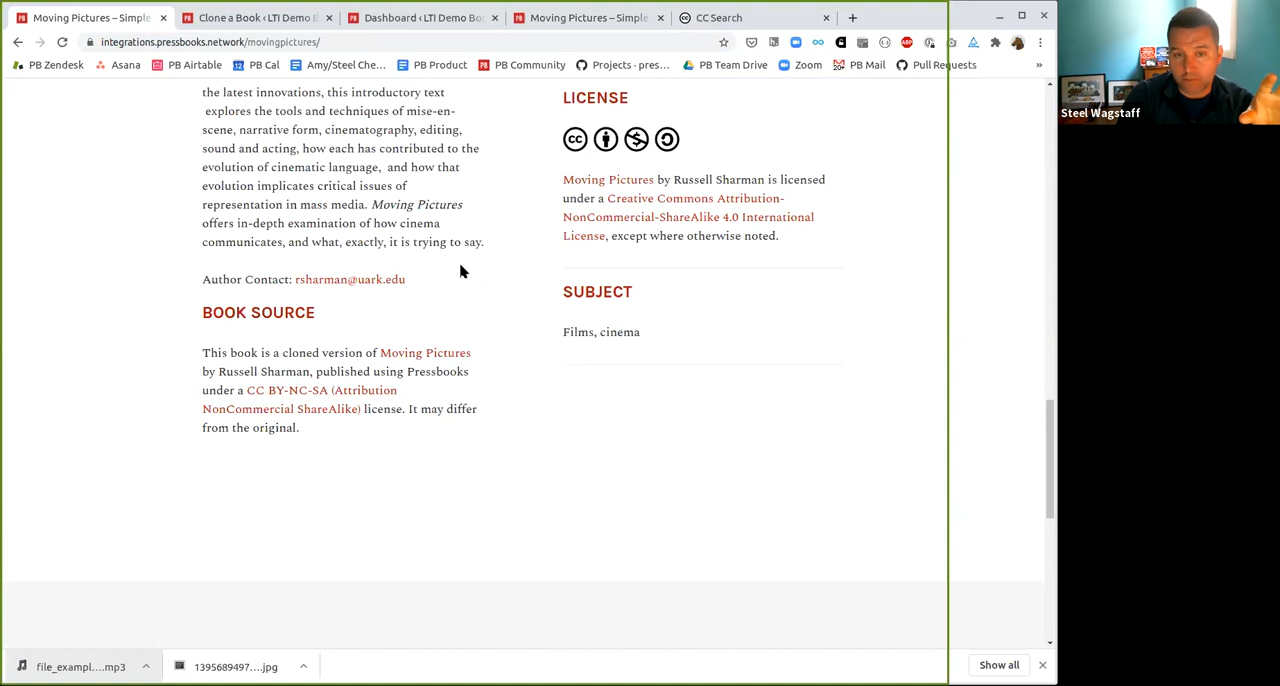 Moving Pictures – Simple
Clone a Book ‹ LTI Demo B
Dashboard ‹ LTI Demo Bo
Moving Pictures – Simple
CC Search
integrations.pressbooks.network/movingpictures/
PB Zendesk
Asana
PB Airtable
PB Cal
Amy/Steel Che...
PB Product
PB Community
Projects · pres...
PB Team Drive
Zoom
PB Mail
Pull Requests
»
the latest innovations, this introductory text
explores the tools and techniques of mise-en-
scene, narrative form, cinematography, editing,
sound and acting, how each has contributed to the
evolution of cinematic language, and how that
evolution implicates critical issues of
representation in mass media. Moving Pictures
offers in-depth examination of how cinema
communicates, and what, exactly, it is trying to say.
Author Contact: rsharman@uark.edu
BOOK SOURCE
This book is a cloned version of Moving Pictures
by Russell Sharman, published using Pressbooks
under a CC BY-NC-SA (Attribution
NonCommercial ShareAlike) license. It may differ
from the original.
LICENSE
Moving Pictures by Russell Sharman is licensed
under a Creative Commons Attribution-
NonCommercial-ShareAlike 4.0 International
License, except where otherwise noted.
SUBJECT
Films, cinema
Steel Wagstaff
file_exampl....mp3
1395689497....jpg
Show all